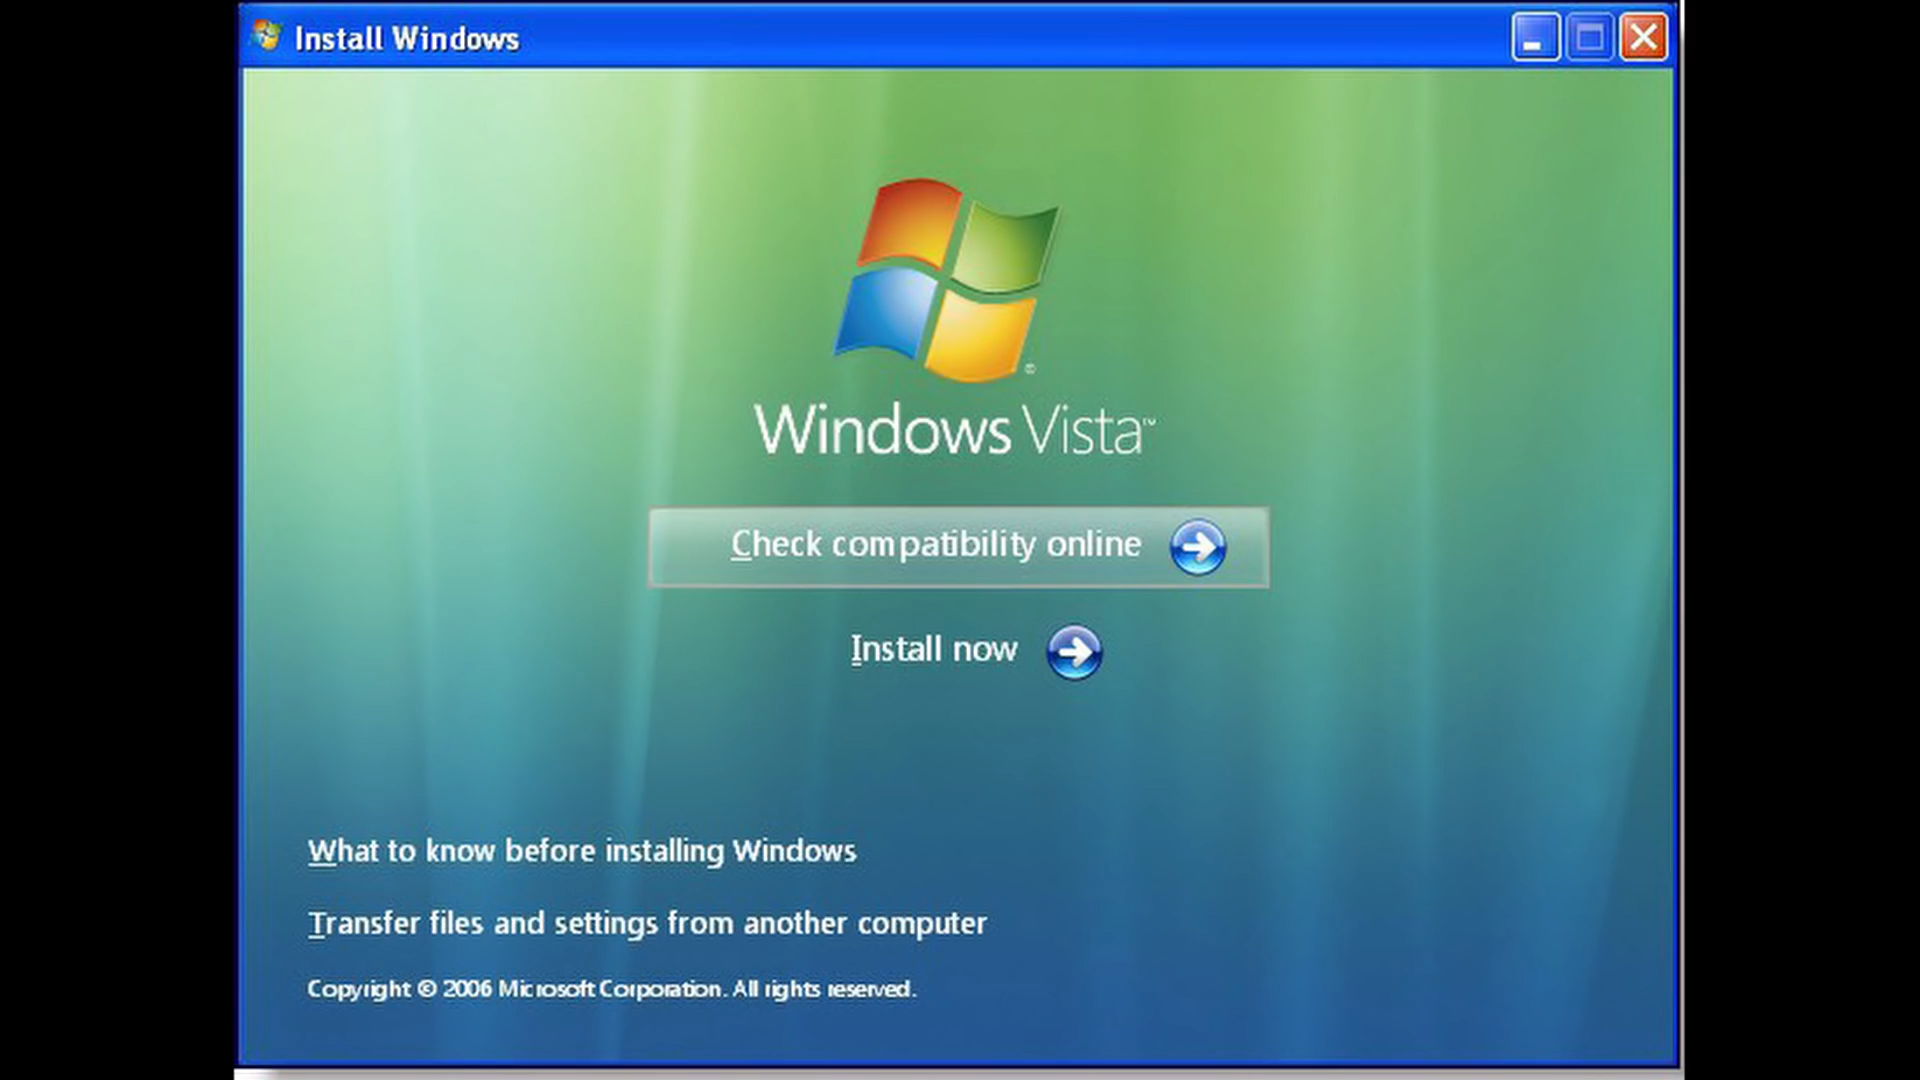 Install Windows
Windows Vista™
Check compatibility online
Install now
What to know before installing Windows
Transfer files and settings from another computer
Copyright © 2006 Microsoft Corporation. All rights reserved.